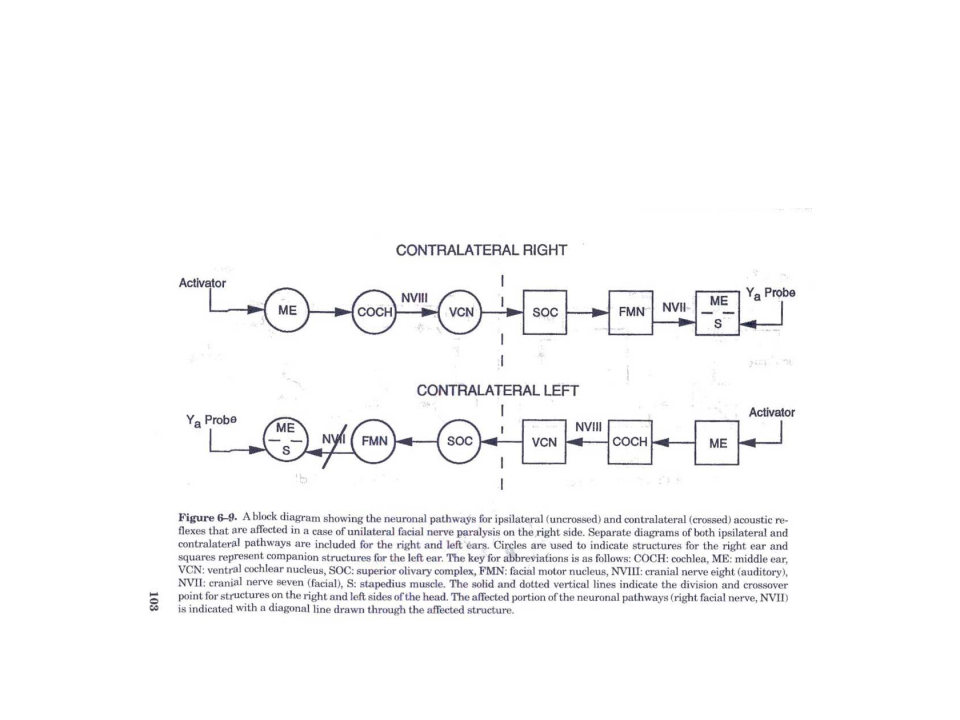 CONTRALATERAL RIGHT
Activator
ME
COCH
NVIII
VCN
SOC
FMN
NVII
ME
S
Ya Probe
CONTRALATERAL LEFT
Ya Probe
ME
S
NVII
FMN
SOC
VCN
NVIII
COCH
ME
Activator
Figure 6–9. A block diagram showing the neuronal pathways for ipsilateral (uncrossed) and contralateral (crossed) acoustic re-
flexes that are affected in a case of unilateral facial nerve paralysis on the right side. Separate diagrams of both ipsilateral and
contralateral pathways are included for the right and left ears. Circles are used to indicate structures for the right ear and
squares represent companion structures for the left ear. The key for abbreviations is as follows: COCH: cochlea, ME: middle ear,
VCN: ventral cochlear nucleus, SOC: superior olivary complex, FMN: facial motor nucleus, NVIII: cranial nerve eight (auditory),
NVII: cranial nerve seven (facial), S: stapedius muscle. The solid and dotted vertical lines indicate the division and crossover
point for structures on the right and left sides of the head. The affected portion of the neuronal pathways (right facial nerve, NVII)
is indicated with a diagonal line drawn through the affected structure.
103